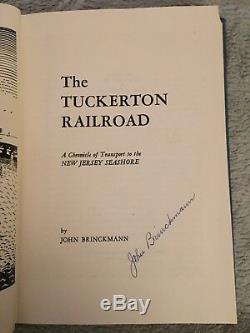 The
TUCKERTON
RAILROAD
A Chronicle of Transport to the
NEW JERSEY SEASHORE
by
JOHN BRINCKMANN
John Brinckmann